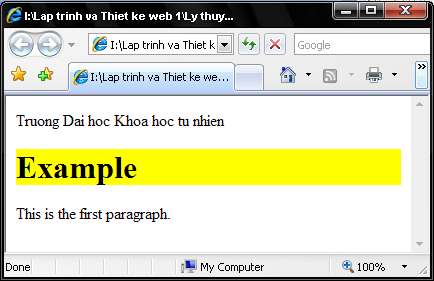 I:\Lap trinh va Thiet ke web 1\Ly thuy...
I:\Lap trinh va Thiet k
Google
I:\Lap trinh va Thiet ke we...
Truong Dai hoc Khoa hoc tu nhien
Example
This is the first paragraph.
Done
My Computer
100%